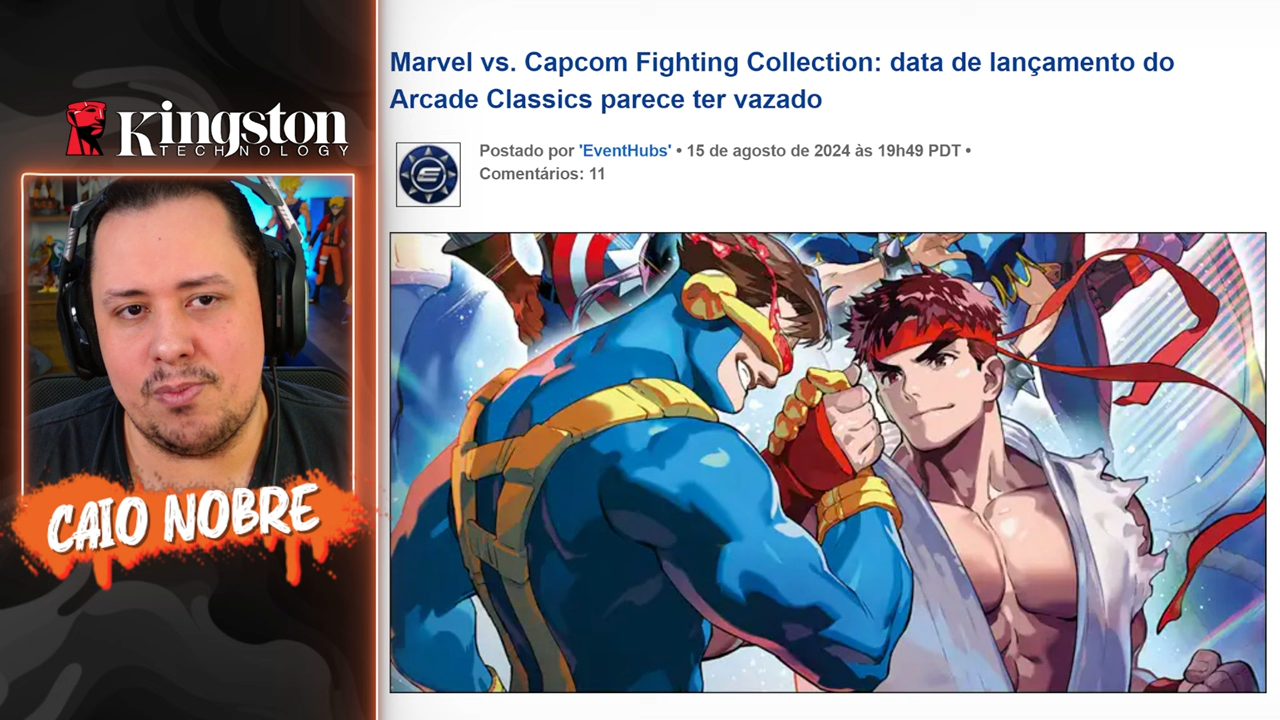 Kingston
TECHNOLOGY
CAIO NOBRE
Marvel vs. Capcom Fighting Collection: data de lançamento do
Arcade Classics parece ter vazado
Postado por 'EventHubs' • 15 de agosto de 2024 às 19h49 PDT •
Comentários: 11